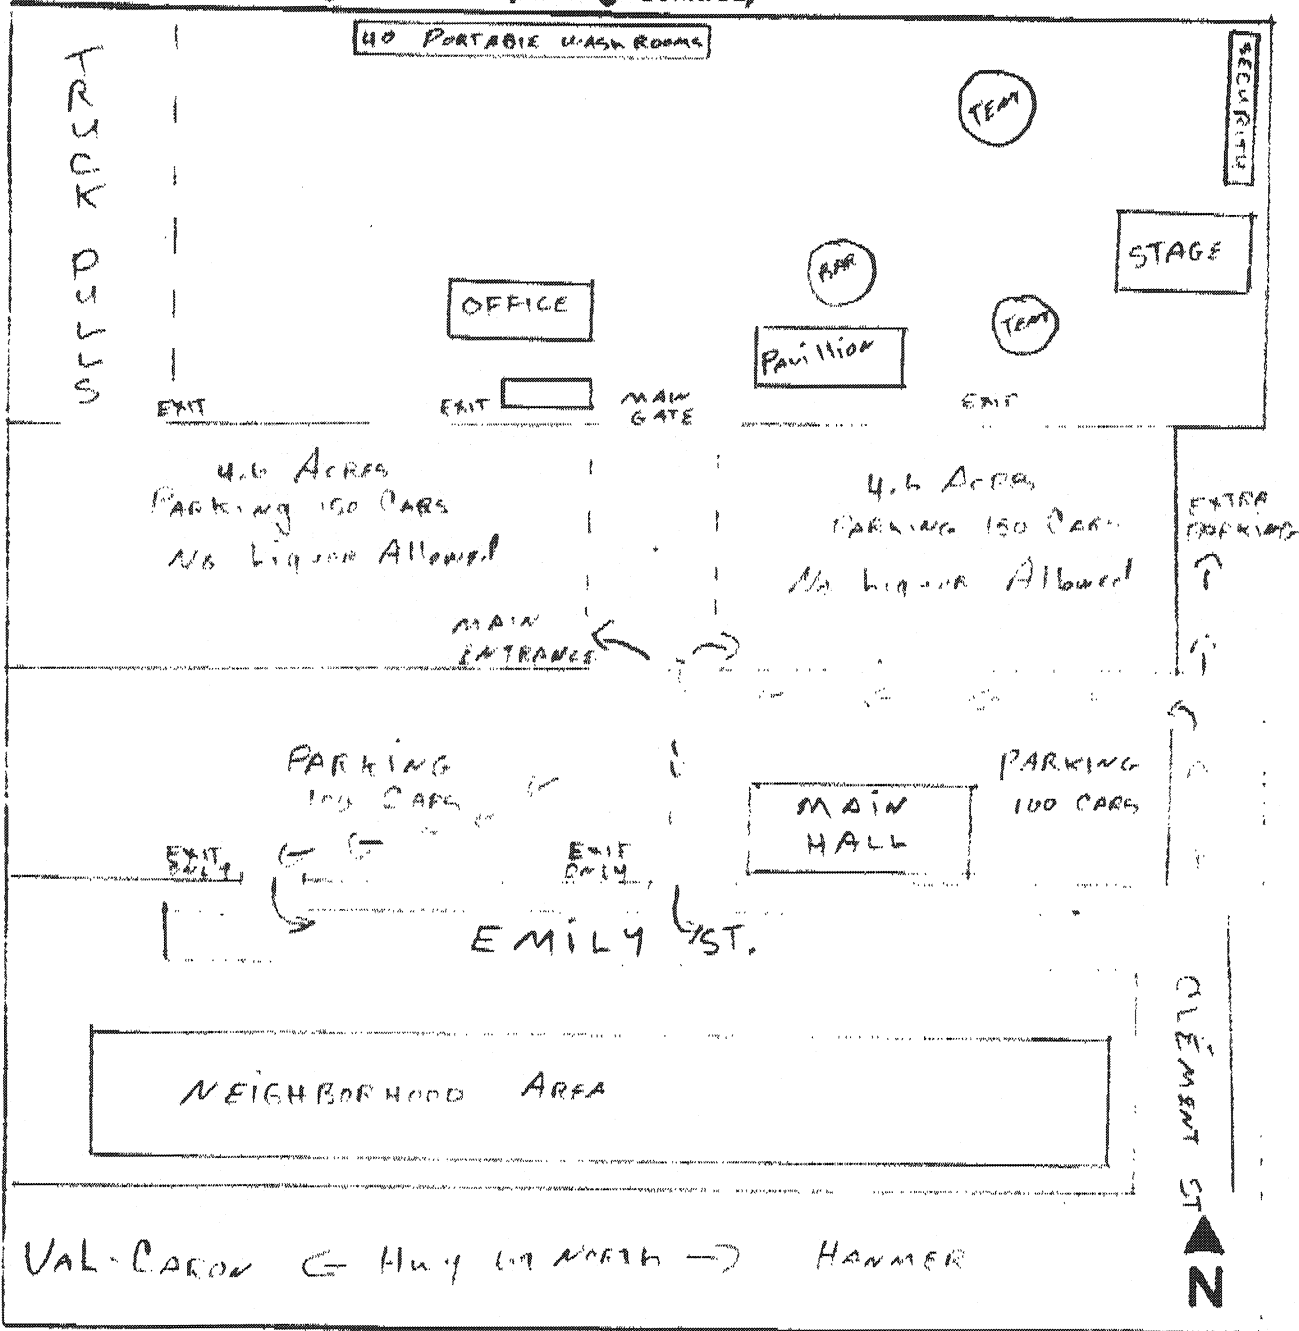 40 PORTABLE WASH ROOMS
SECURITY
TRUCK PULLS
TENT
STAGE
BAR
OFFICE
TENT
PAVILLION
EXIT
EXIT
MAIN
GATE
EXIT
4.6 ACRES
PARKING 150 CARS
NO LIQUOR ALLOWED
4.6 ACRES
PARKING 150 CARS
NO LIQUOR ALLOWED
EXTRA
PARKING
MAIN
ENTRANCE
PARKING
100 CARS
MAIN
HALL
PARKING
100 CARS
EXIT
ONLY
EXIT
ONLY
EMILY ST.
CLÉMENT ST
NEIGHBORHOOD AREA
VAL-CARON ← HWY 69 NORTH → HANMER
N